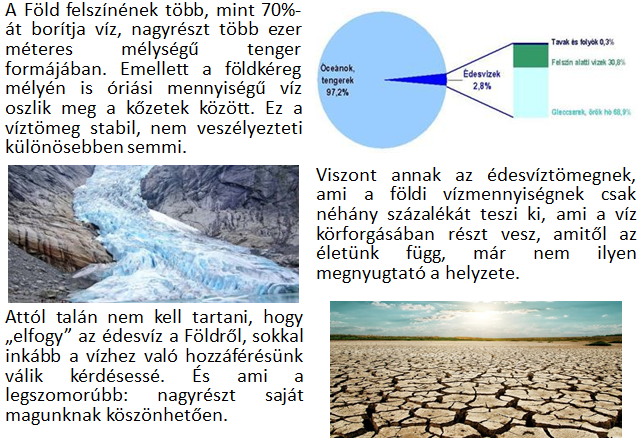 A Föld felszínének több, mint 70%-
át borítja víz, nagyrészt több ezer
méteres mélységű tenger
formájában. Emellett a földkéreg
mélyén is óriási mennyiségű víz
oszlik meg a kőzetek között. Ez a
víztömeg stabil, nem veszélyezteti
különösebben semmi.
Óceánok,
tengerek
97,2%
Édesvizek
2,8%
Tavak és folyók 0,3%
Felszín alatti vizek 30,8%
Gleccserek, örök hó 68,9%
Viszont annak az édesvíztömegnek,
ami a földi vízmennyiségnek csak
néhány százalékát teszi ki, ami a víz
körforgásában részt vesz, amitől az
életünk függ, már nem ilyen
megnyugtató a helyzete.
Attól talán nem kell tartani, hogy
„elfogy” az édesvíz a Földről, sokkal
inkább a vízhez való hozzáférésünk
válik kérdésessé. És ami a
legszomorúbb: nagyrészt saját
magunknak köszönhetően.